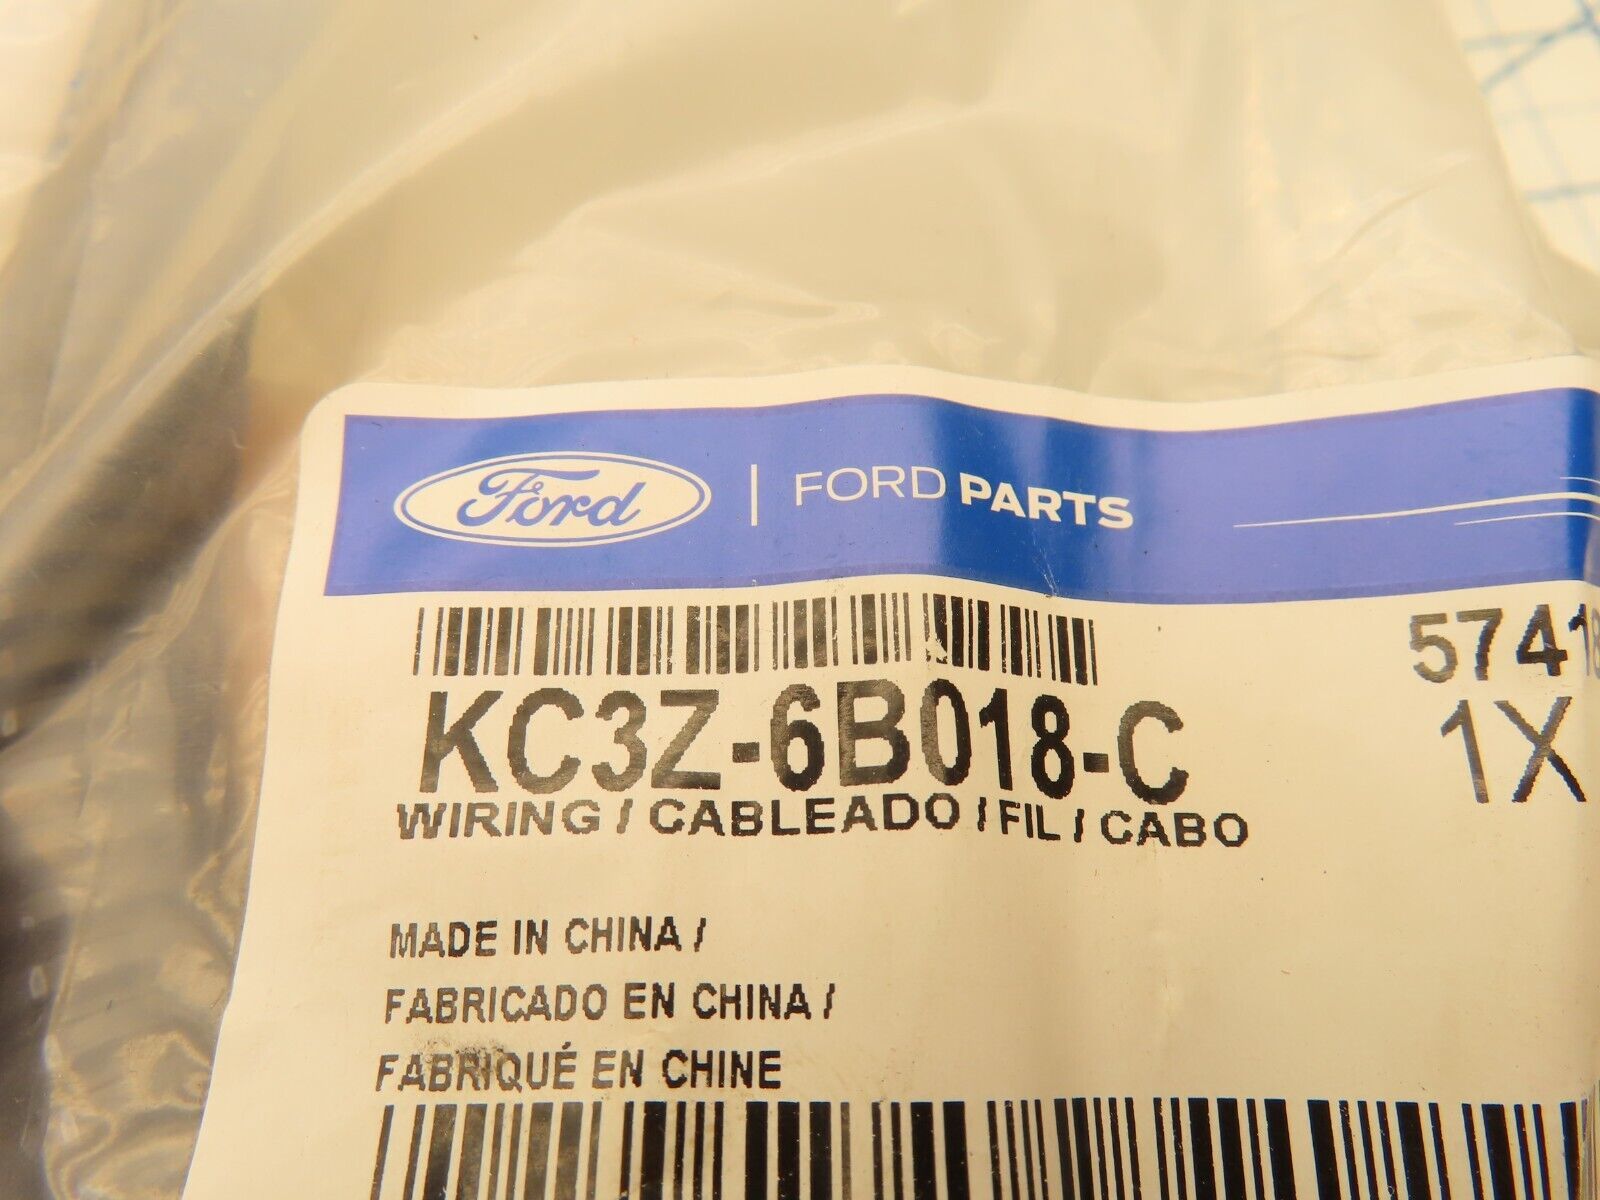 Ford | FORD PARTS
KC3Z-6B018-C
5741
1X
WIRING / CABLEADO / FIL / CABO
MADE IN CHINA /
FABRICADO EN CHINA /
FABRIQUÉ EN CHINE